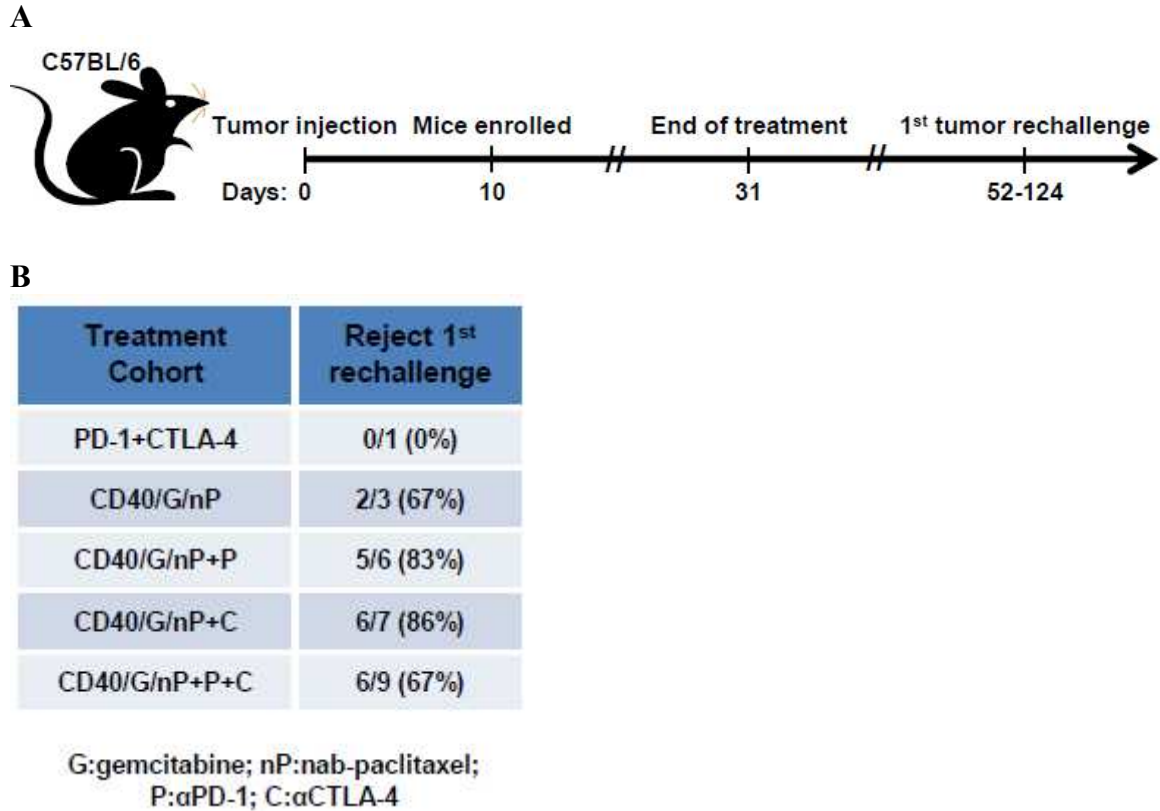 A
C57BL/6
Tumor injection Mice enrolled End of treatment 1st tumor rechallenge
Days: 0 10 31 52-124
B
Treatment Cohort Reject 1st rechallenge
PD-1+CTLA-4 0/1 (0%)
CD40/G/nP 2/3 (67%)
CD40/G/nP+P 5/6 (83%)
CD40/G/nP+C 6/7 (86%)
CD40/G/nP+P+C 6/9 (67%)
G:gemcitabine; nP:nab-paclitaxel;
P:αPD-1; C:αCTLA-4